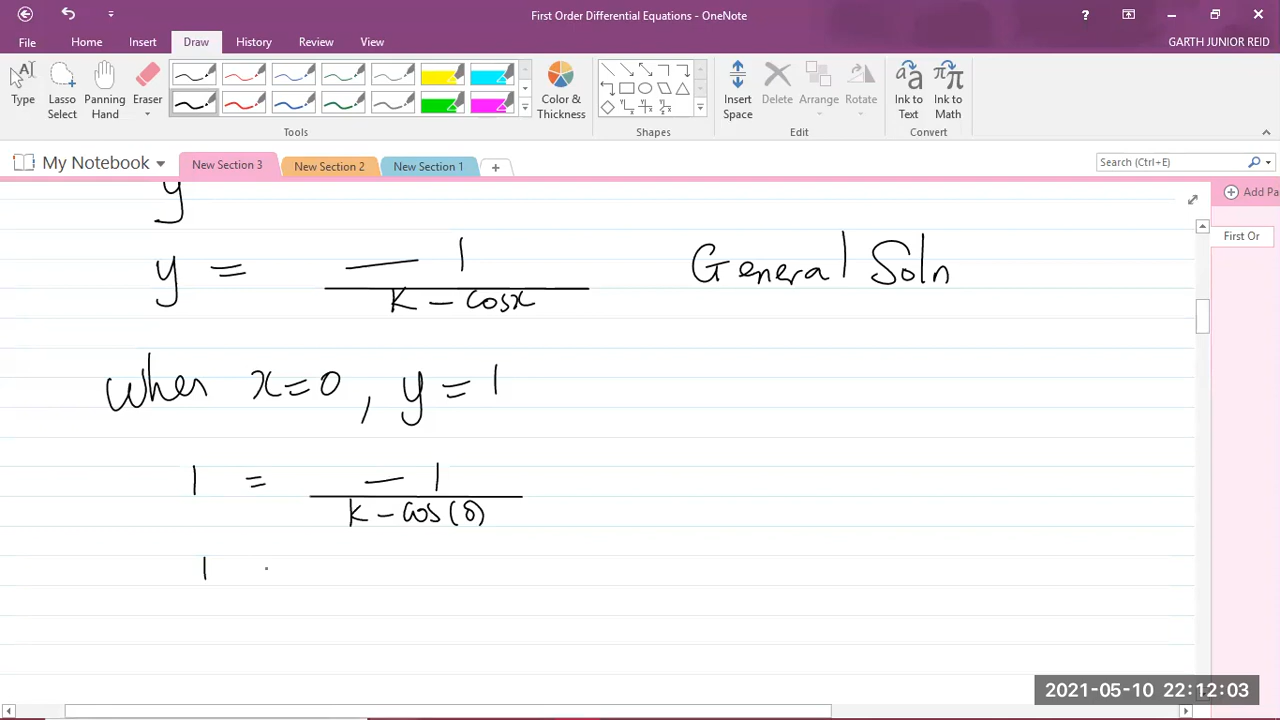 First Order Differential Equations - OneNote
?
File Home Insert Draw History Review View GARTH JUNIOR REID
Type
Lasso Select
Panning Hand
Eraser
Color & Thickness
Insert Space
Delete
Arrange
Rotate
Ink to Text
Ink to Math
Tools Shapes Edit Convert
My Notebook New Section 3 New Section 2 New Section 1 + Search (Ctrl+E)
Add Pa
First Or
y
y = — 1 / K - cosx General Soln
when x = 0 , y = 1
1 = — 1 / K - cos(0)
1
2021-05-10 22:12:03